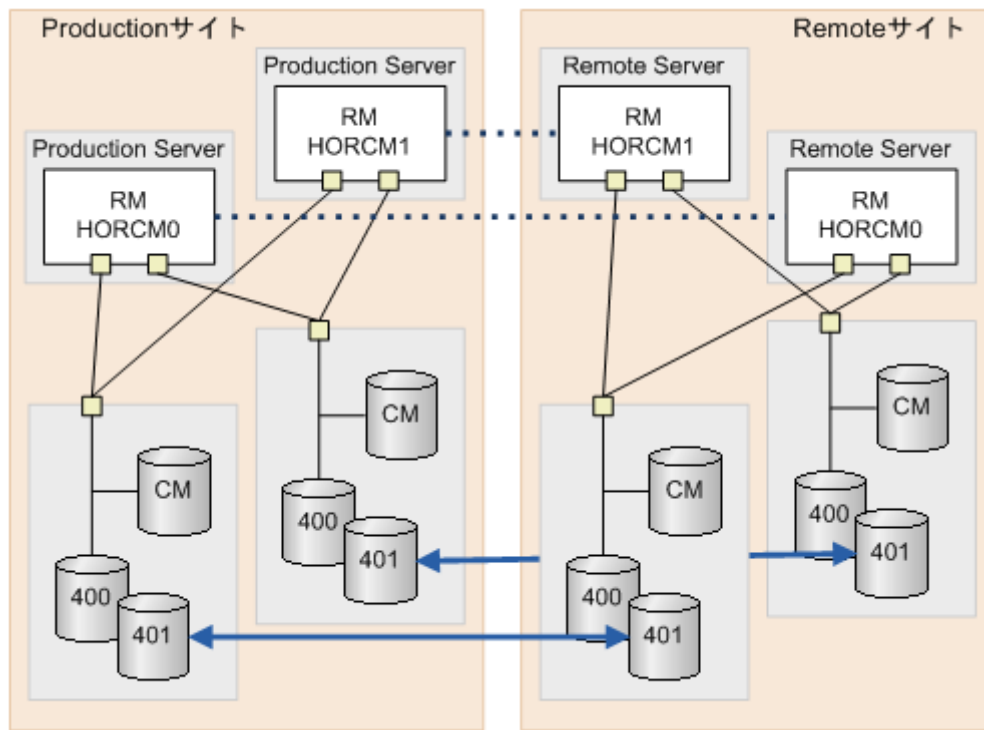 Productionサイト
Remoteサイト
Production Server
RM
HORCM1
Production Server
RM
HORCM0
CM
400
401
CM
400
401
Remote Server
RM
HORCM1
Remote Server
RM
HORCM0
CM
400
401
CM
400
401